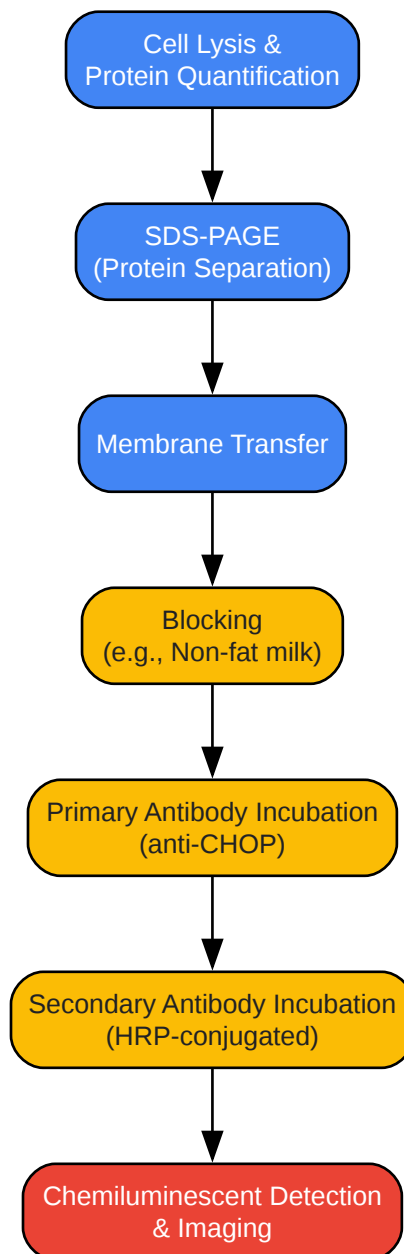 Cell Lysis &
Protein Quantification
SDS-PAGE
(Protein Separation)
Membrane Transfer
Blocking
(e.g., Non-fat milk)
Primary Antibody Incubation
(anti-CHOP)
Secondary Antibody Incubation
(HRP-conjugated)
Chemiluminescent Detection
& Imaging